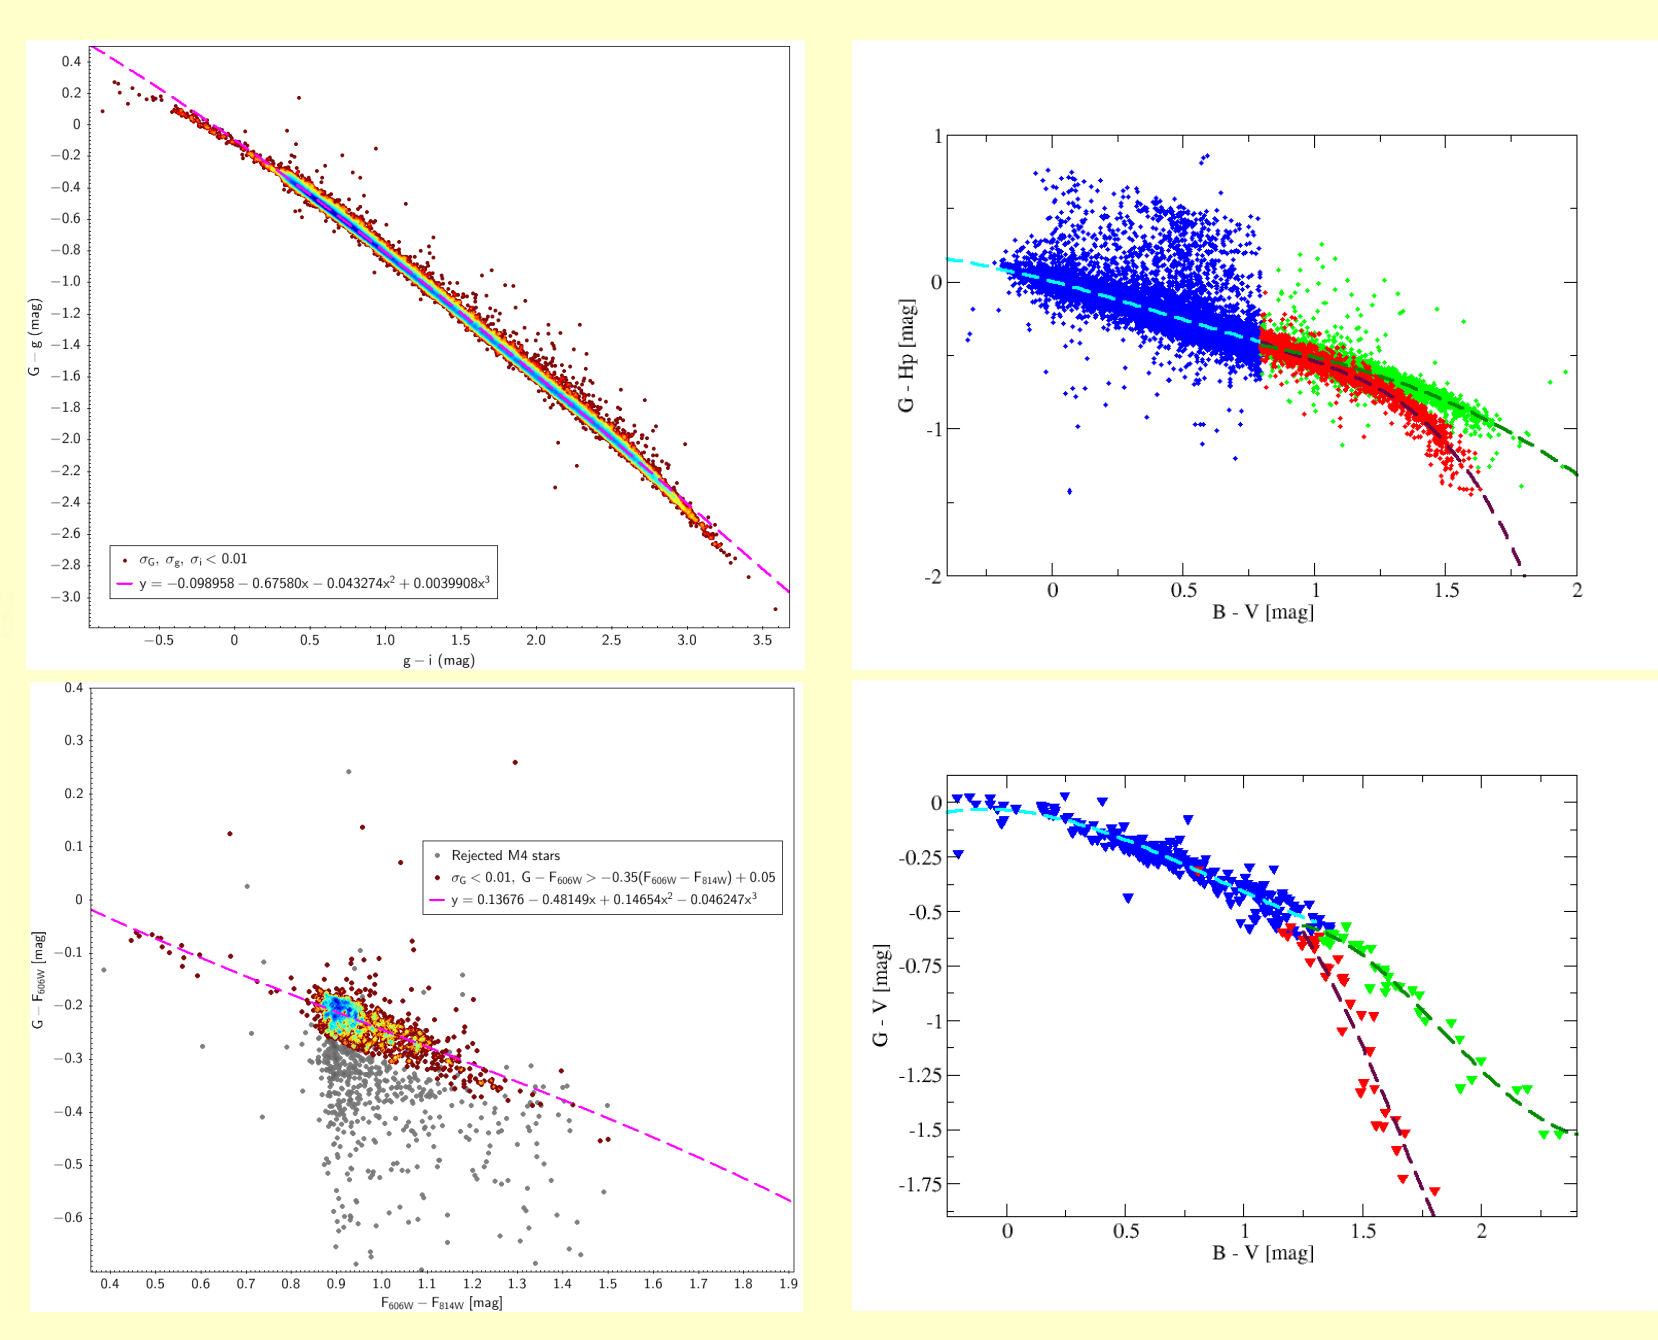 0.4
0.2
0
−0.2
−0.4
−0.6
−0.8
−1.0
−1.2
−1.4
−1.6
−1.8
−2.0
−2.2
−2.4
−2.6
−2.8
−3.0
G − g (mag)
σG, σg, σi < 0.01
y = −0.098958 − 0.67580x − 0.043274x² + 0.0039908x³
−0.5 0 0.5 1.0 1.5 2.0 2.5 3.0 3.5
g − i (mag)
1
0
-1
-2
G - Hp [mag]
0 0.5 1 1.5 2
B - V [mag]
0.4
0.3
0.2
0.1
0
−0.1
−0.2
−0.3
−0.4
−0.5
−0.6
G − F606W [mag]
Rejected M4 stars
σG < 0.01, G − F606W > −0.35(F606W − F814W) + 0.05
y = 0.13676 − 0.48149x + 0.14654x² − 0.046247x³
0.4 0.5 0.6 0.7 0.8 0.9 1.0 1.1 1.2 1.3 1.4 1.5 1.6 1.7 1.8 1.9
F606W − F814W [mag]
0
-0.25
-0.5
-0.75
-1
-1.25
-1.5
-1.75
G - V [mag]
0 0.5 1 1.5 2
B - V [mag]